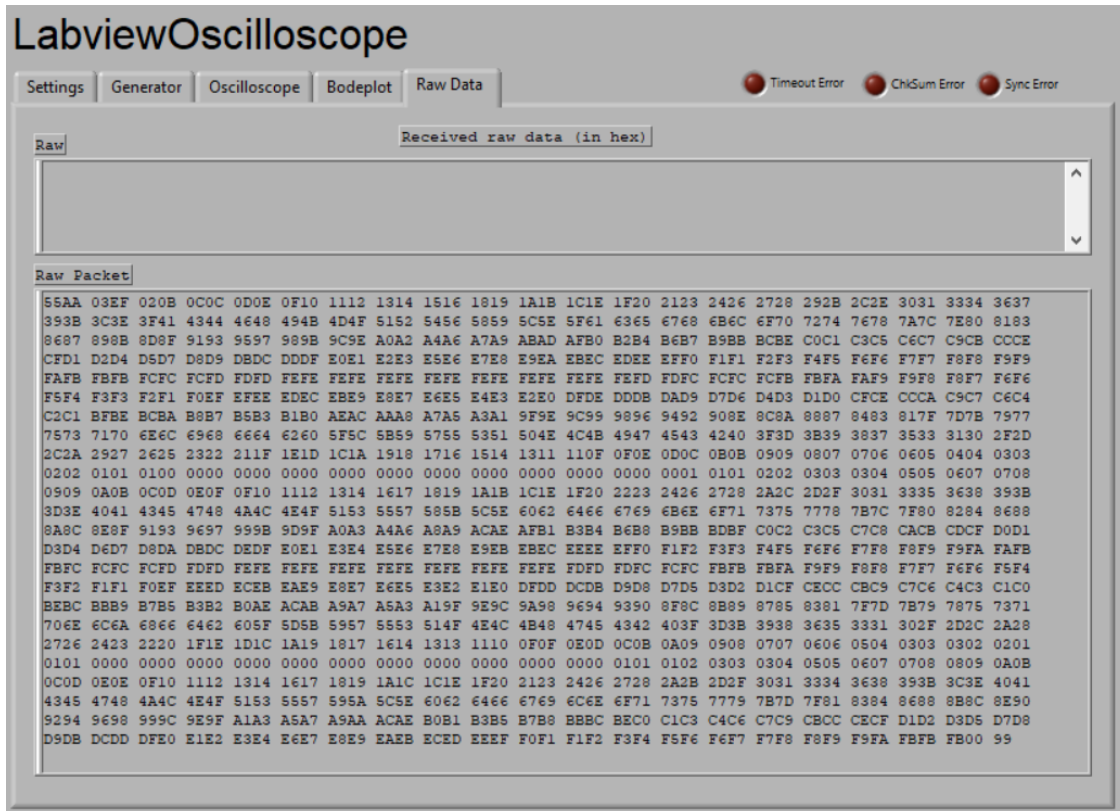 LabviewOscilloscope
Settings Generator Oscilloscope Bodeplot Raw Data Timeout Error ChkSum Error Sync Error
Received raw data (in hex)
Raw
Raw Packet
55AA 03EF 020B 0C0C 0D0E 0F10 1112 1314 1516 1819 1A1B 1C1E 1F20 2123 2426 2728 292B 2C2E 3031 3334 3637
393B 3C3E 3F41 4344 4648 494B 4D4F 5152 5456 5859 5C5E 5F61 6365 6768 6B6C 6F70 7274 7678 7A7C 7E80 8183
8687 898B 8D8F 9193 9597 989B 9C9E A0A2 A4A6 A7A9 ABAD AFB0 B2B4 B6B7 B9BB BCBE C0C1 C3C5 C6C7 C9CB CCCE
CFD1 D2D4 D5D7 D8D9 DBDC DDDF E0E1 E2E3 E5E6 E7E8 E9EA EBEC EDEE EFF0 F1F1 F2F3 F4F5 F6F6 F7F7 F8F8 F9F9
FAFB FBFB FCFC FCFD FDFD FEFE FEFE FEFE FEFE FEFE FEFE FEFE FEFE FEFD FDFC FCFC FCFB FBFA FAF9 F9F8 F8F7 F6F6
F5F4 F3F3 F2F1 F0EF EFEE EDEC EBE9 E8E7 E6E5 E4E3 E2E0 DFDE DDDB DAD9 D7D6 D4D3 D1D0 CFCE CCCA C9C7 C6C4
C2C1 BFBE BCBA B8B7 B5B3 B1B0 AEAC AAA8 A7A5 A3A1 9F9E 9C99 9896 9492 908E 8C8A 8887 8483 817F 7D7B 7977
7573 7170 6E6C 6968 6664 6260 5F5C 5B59 5755 5351 504E 4C4B 4947 4543 4240 3F3D 3B39 3837 3533 3130 2F2D
2C2A 2927 2625 2322 211F 1E1D 1C1A 1918 1716 1514 1311 110F 0F0E 0D0C 0B0B 0909 0807 0706 0605 0404 0303
0202 0101 0100 0000 0000 0000 0000 0000 0000 0000 0000 0000 0000 0001 0101 0202 0303 0304 0505 0607 0708
0909 0A0B 0C0D 0E0F 0F10 1112 1314 1617 1819 1A1B 1C1E 1F20 2223 2426 2728 2A2C 2D2F 3031 3335 3638 393B
3D3E 4041 4345 4748 4A4C 4E4F 5153 5557 585B 5C5E 6062 6466 6769 6B6E 6F71 7375 7778 7B7C 7F80 8284 8688
8A8C 8E8F 9193 9697 999B 9D9F A0A3 A4A6 A8A9 ACAE AFB1 B3B4 B6B8 B9BB BDBF C0C2 C3C5 C7C8 CACB CDCF D0D1
D3D4 D6D7 D8DA DBDC DEDF E0E1 E3E4 E5E6 E7E8 E9EB EBEC EEEE EFF0 F1F2 F3F3 F4F5 F6F6 F7F8 F8F9 F9FA FAFB
FBFC FCFC FCFD FDFD FEFE FEFE FEFE FEFE FEFE FEFE FEFE FDFD FDFC FCFC FBFB FBFA F9F9 F8F8 F7F7 F6F6 F5F4
F3F2 F1F1 F0EF EEED ECEB EAE9 E8E7 E6E5 E3E2 E1E0 DFDD DCDB D9D8 D7D5 D3D2 D1CF CECC CBC9 C7C6 C4C3 C1C0
BEBC BBB9 B7B5 B3B2 B0AE ACAB A9A7 A5A3 A19F 9E9C 9A98 9694 9390 8F8C 8B89 8785 8381 7F7D 7B79 7875 7371
706E 6C6A 6866 6462 605F 5D5B 5957 5553 514F 4E4C 4B48 4745 4342 403F 3D3B 3938 3635 3331 302F 2D2C 2A28
2726 2423 2220 1F1E 1D1C 1A19 1817 1614 1313 1110 0F0F 0E0D 0C0B 0A09 0908 0707 0606 0504 0303 0302 0201
0101 0000 0000 0000 0000 0000 0000 0000 0000 0000 0000 0000 0101 0102 0303 0304 0505 0607 0708 0809 0A0B
0C0D 0E0E 0F10 1112 1314 1617 1819 1A1C 1C1E 1F20 2123 2426 2728 2A2B 2D2F 3031 3334 3638 393B 3C3E 4041
4345 4748 4A4C 4E4F 5153 5557 595A 5C5E 6062 6466 6769 6C6E 6F71 7375 7779 7B7D 7F81 8384 8688 8B8C 8E90
9294 9698 999C 9E9F A1A3 A5A7 A9AA ACAE B0B1 B3B5 B7B8 BBBC BEC0 C1C3 C4C6 C7C9 CBCC CECF D1D2 D3D5 D7D8
D9DB DCDD DFE0 E1E2 E3E4 E6E7 E8E9 EAEB ECED EEEF F0F1 F1F2 F3F4 F5F6 F6F7 F7F8 F8F9 F9FA FBFB FB00 99